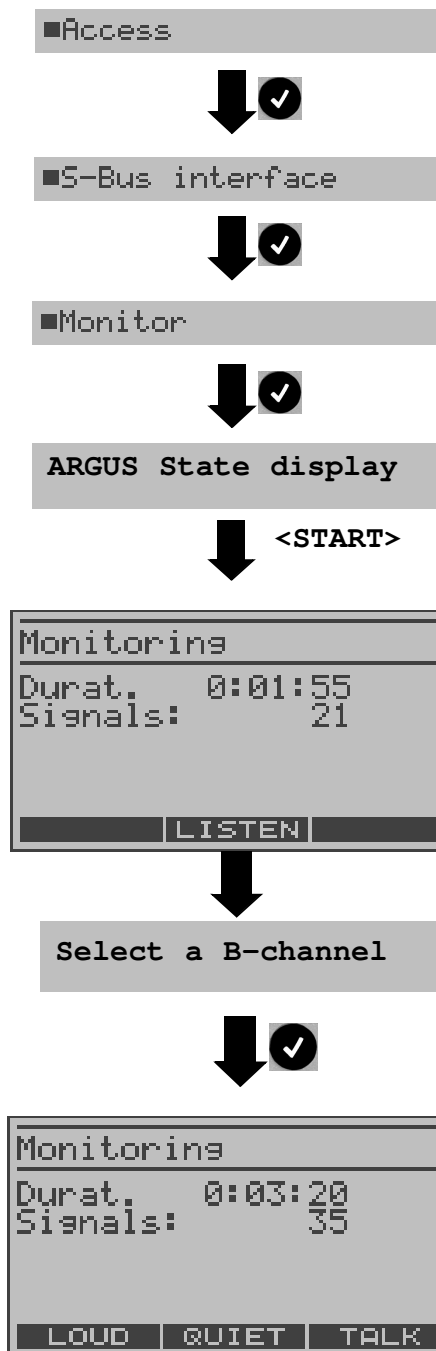 ■Access
■S-Bus interface
■Monitor
ARGUS State display
<START>
Monitoring
Durat. 0:01:55
Signals: 21
LISTEN
Select a B-channel
Monitoring
Durat. 0:03:20
Signals: 35
LOUD QUIET TALK